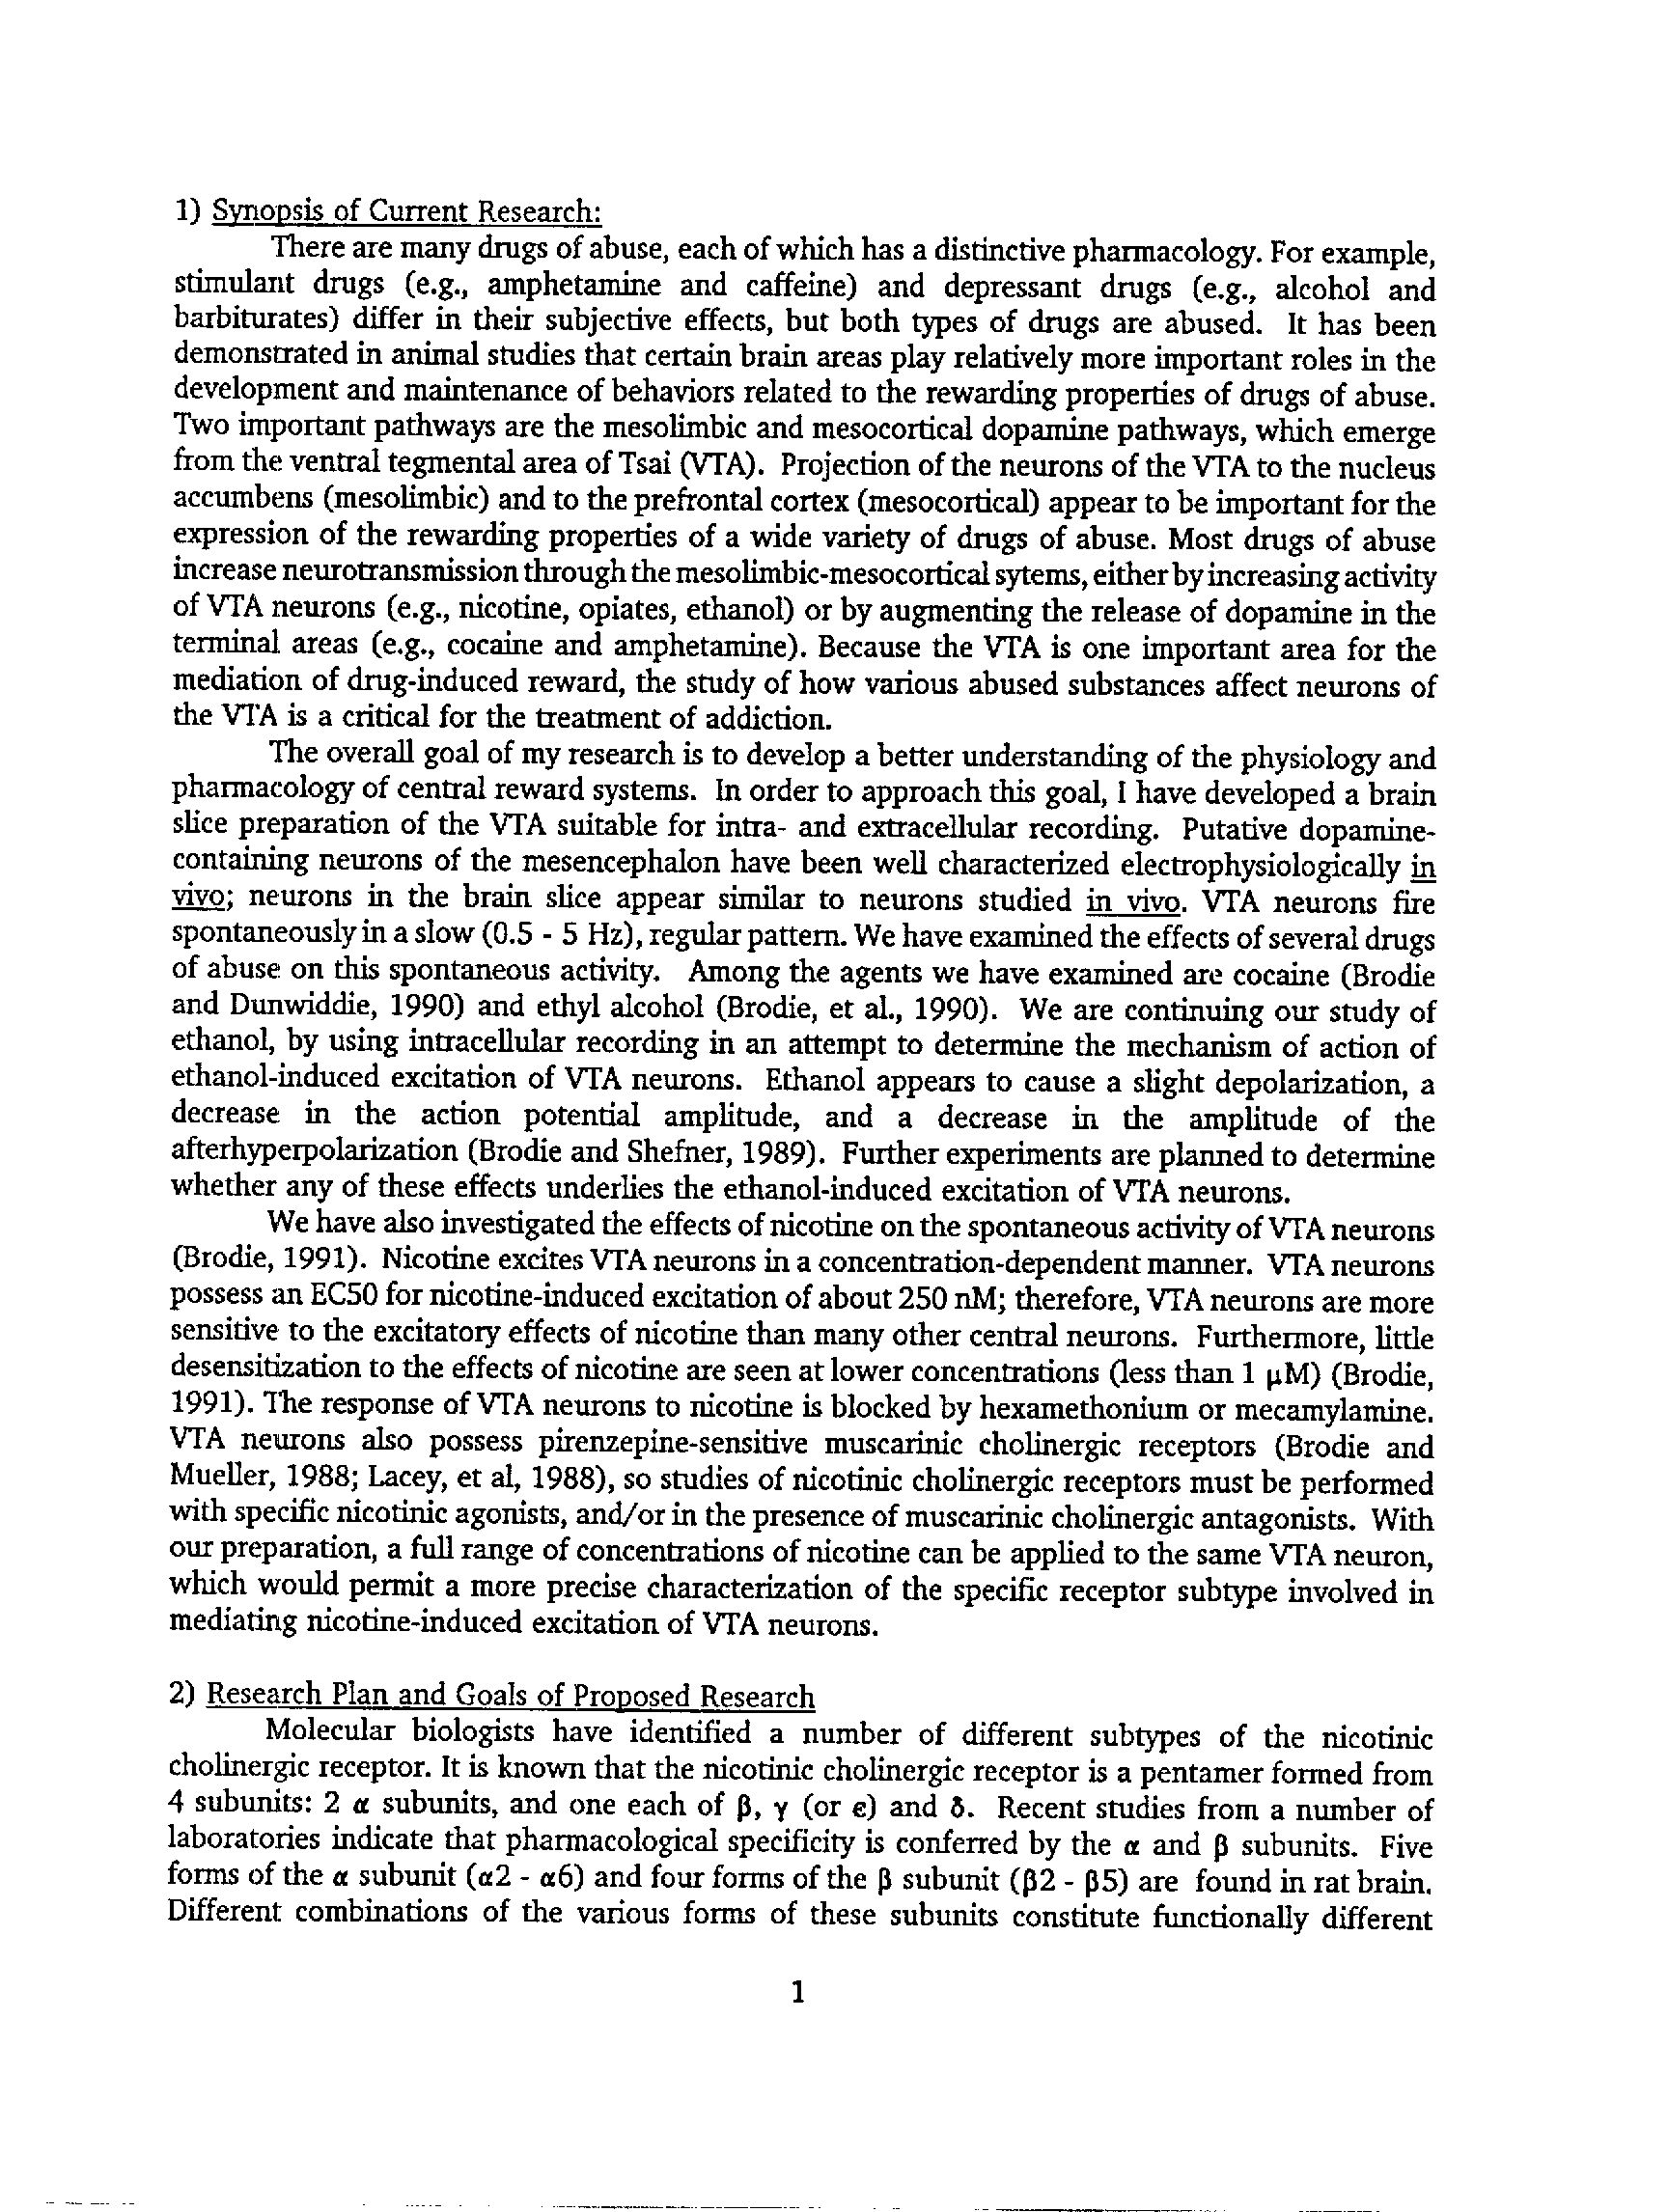 1) Synopsis of Current Research:
There are many drugs of abuse, each of which has a distinctive pharmacology. For example,
stimulant drugs (e.g., amphetamine and caffeine) and depressant drugs (e.g., alcohol and
barbiturates) differ in their subjective effects, but both types of drugs are abused. It has been
demonstrated in animal studies that certain brain areas play relatively more important roles in the
development and maintenance of behaviors related to the rewarding properties of drugs of abuse.
Two important pathways are the mesolimbic and mesocortical dopamine pathways, which emerge
from the ventral tegmental area of Tsai (VTA). Projection of the neurons of the VTA to the nucleus
accumbens (mesolimbic) and to the prefrontal cortex (mesocortical) appear to be important for the
expression of the rewarding properties of a wide variety of drugs of abuse. Most drugs of abuse
increase neurotransmission through the mesolimbic-mesocortical sytems, either by increasing activity
of VTA neurons (e.g., nicotine, opiates, ethanol) or by augmenting the release of dopamine in the
terminal areas (e.g., cocaine and amphetamine). Because the VTA is one important area for the
mediation of drug-induced reward, the study of how various abused substances affect neurons of
the VTA is a critical for the treatment of addiction.
The overall goal of my research is to develop a better understanding of the physiology and
pharmacology of central reward systems. In order to approach this goal, I have developed a brain
slice preparation of the VTA suitable for intra- and extracellular recording. Putative dopamine-
containing neurons of the mesencephalon have been well characterized electrophysiologically in
vivo; neurons in the brain slice appear similar to neurons studied in vivo. VTA neurons fire
spontaneously in a slow (0.5 - 5 Hz), regular pattern. We have examined the effects of several drugs
of abuse on this spontaneous activity. Among the agents we have examined are cocaine (Brodie
and Dunwiddie, 1990) and ethyl alcohol (Brodie, et al., 1990). We are continuing our study of
ethanol, by using intracellular recording in an attempt to determine the mechanism of action of
ethanol-induced excitation of VTA neurons. Ethanol appears to cause a slight depolarization, a
decrease in the action potential amplitude, and a decrease in the amplitude of the
afterhyperpolarization (Brodie and Shefner, 1989). Further experiments are planned to determine
whether any of these effects underlies the ethanol-induced excitation of VTA neurons.
We have also investigated the effects of nicotine on the spontaneous activity of VTA neurons
(Brodie, 1991). Nicotine excites VTA neurons in a concentration-dependent manner. VTA neurons
possess an EC50 for nicotine-induced excitation of about 250 nM; therefore, VTA neurons are more
sensitive to the excitatory effects of nicotine than many other central neurons. Furthermore, little
desensitization to the effects of nicotine are seen at lower concentrations (less than 1 μM) (Brodie,
1991). The response of VTA neurons to nicotine is blocked by hexamethonium or mecamylamine.
VTA neurons also possess pirenzepine-sensitive muscarinic cholinergic receptors (Brodie and
Mueller, 1988; Lacey, et al, 1988), so studies of nicotinic cholinergic receptors must be performed
with specific nicotinic agonists, and/or in the presence of muscarinic cholinergic antagonists. With
our preparation, a full range of concentrations of nicotine can be applied to the same VTA neuron,
which would permit a more precise characterization of the specific receptor subtype involved in
mediating nicotine-induced excitation of VTA neurons.
2) Research Plan and Goals of Proposed Research
Molecular biologists have identified a number of different subtypes of the nicotinic
cholinergic receptor. It is known that the nicotinic cholinergic receptor is a pentamer formed from
4 subunits: 2 α subunits, and one each of β, γ (or ε) and δ. Recent studies from a number of
laboratories indicate that pharmacological specificity is conferred by the α and β subunits. Five
forms of the α subunit (α2 - α6) and four forms of the β subunit (β2 - β5) are found in rat brain.
Different combinations of the various forms of these subunits constitute functionally different
1